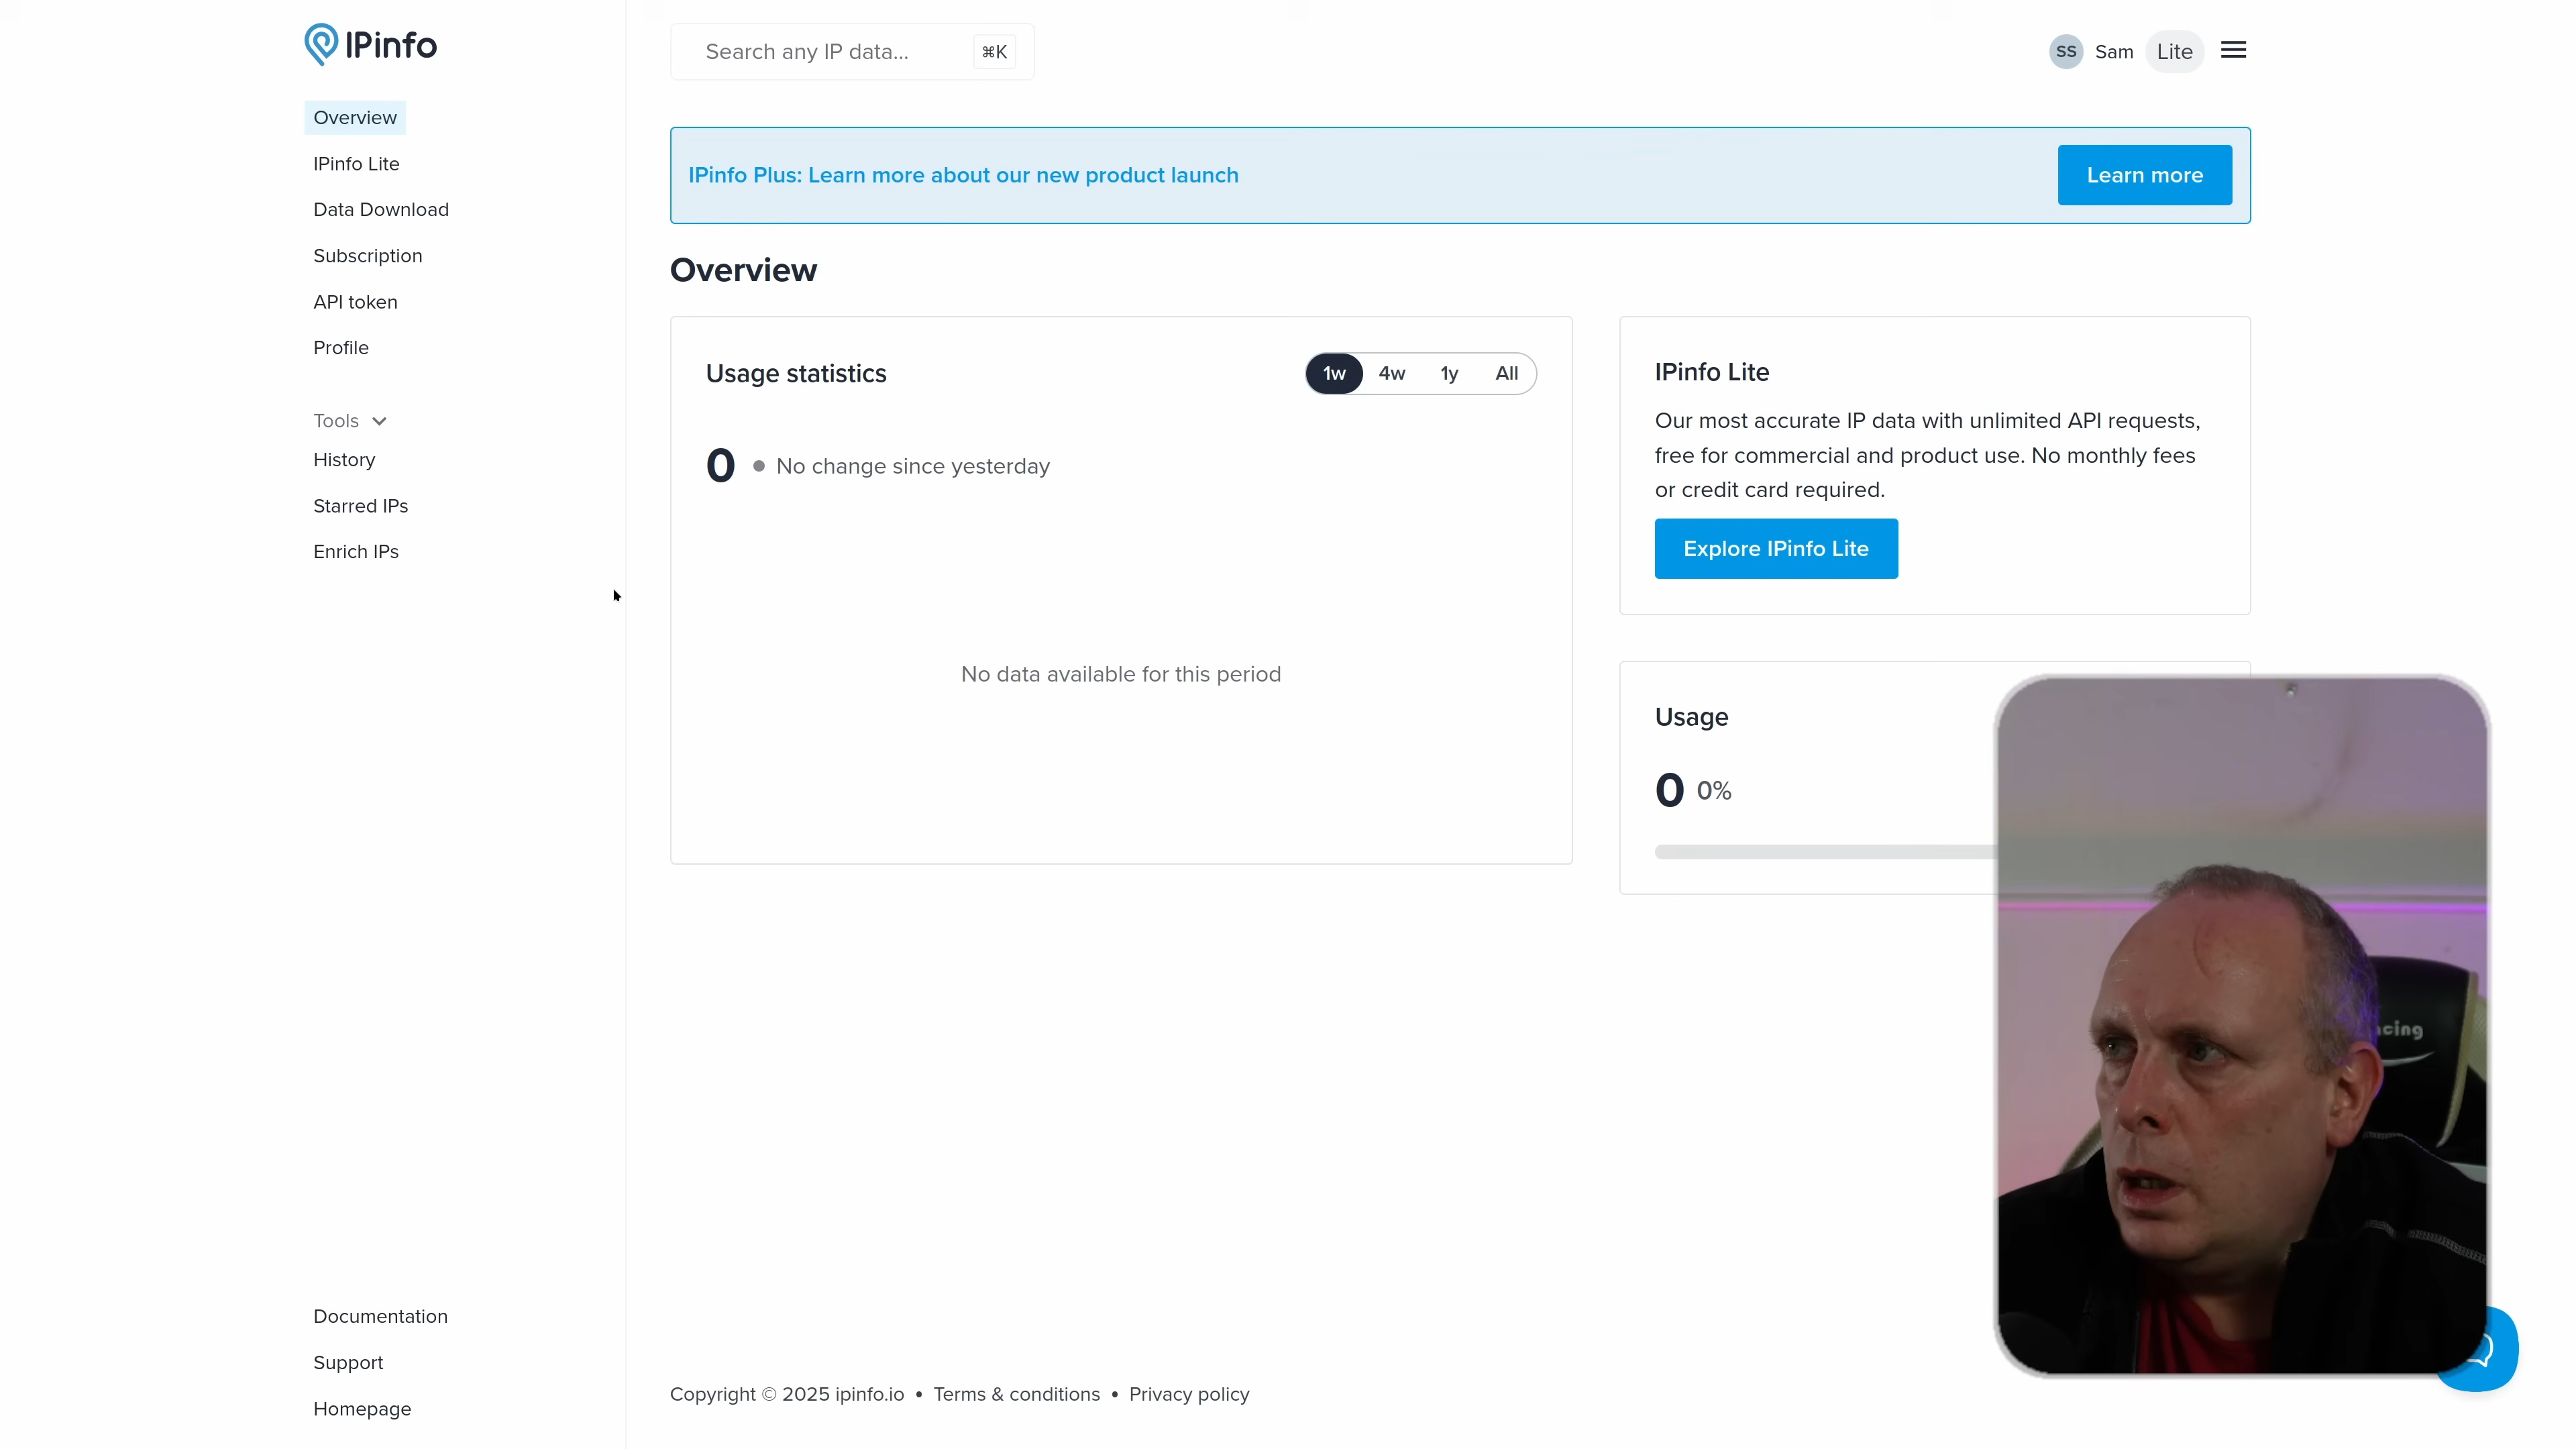 IPinfo
Search any IP data...
⌘K
SS
Sam
Lite
Overview
IPinfo Lite
Data Download
Subscription
API token
Profile
Tools
History
Starred IPs
Enrich IPs
Documentation
Support
Homepage
IPinfo Plus: Learn more about our new product launch
Learn more
Overview
Usage statistics
1w
4w
1y
All
0
No change since yesterday
No data available for this period
IPinfo Lite
Our most accurate IP data with unlimited API requests,
free for commercial and product use. No monthly fees
or credit card required.
Explore IPinfo Lite
Usage
0 0%
Copyright © 2025 ipinfo.io • Terms & conditions • Privacy policy